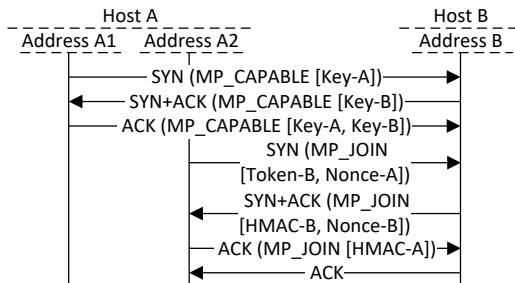 Host A
Host B
Address A1
Address A2
Address B
SYN (MP_CAPABLE [Key-A])
SYN+ACK (MP_CAPABLE [Key-B])
ACK (MP_CAPABLE [Key-A, Key-B])
SYN (MP_JOIN
[Token-B, Nonce-A])
SYN+ACK (MP_JOIN
[HMAC-B, Nonce-B])
ACK (MP_JOIN [HMAC-A])
ACK